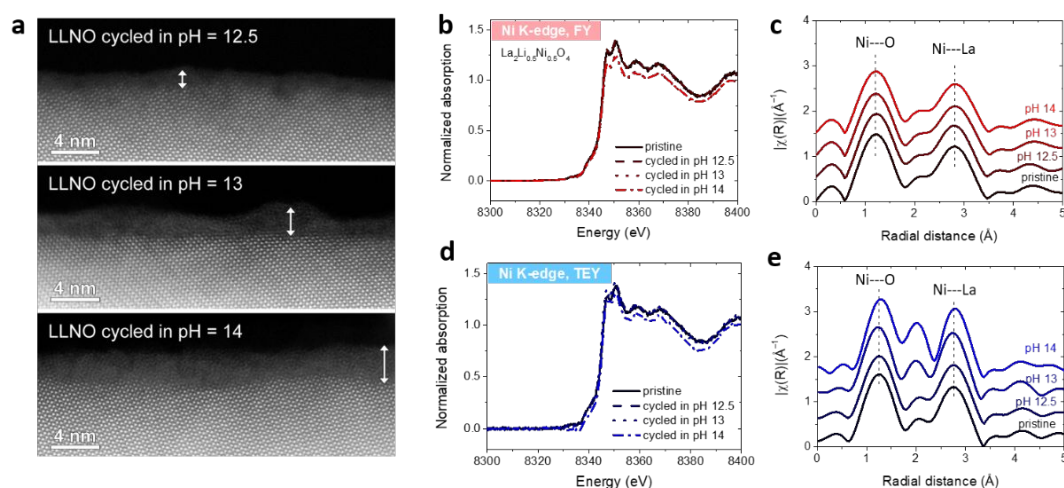 a
LLNO cycled in pH = 12.5
4 nm
LLNO cycled in pH = 13
4 nm
LLNO cycled in pH = 14
4 nm
b
Ni K-edge, FY
La₂Li₀.₅Ni₀.₅O₄
Normalized absorption
1.5
1.0
0.5
0.0
pristine
cycled in pH 12.5
cycled in pH 13
cycled in pH 14
8300 8320 8340 8360 8380 8400
Energy (eV)
c
Ni---O Ni---La
|χ(R)|(Å⁻¹)
4
3
2
1
0
pH 14
pH 13
pH 12.5
pristine
0 1 2 3 4 5
Radial distance (Å)
d
Ni K-edge, TEY
Normalized absorption
1.5
1.0
0.5
0.0
pristine
cycled in pH 12.5
cycled in pH 13
cycled in pH 14
8300 8320 8340 8360 8380 8400
Energy (eV)
e
Ni---O Ni---La
|χ(R)|(Å⁻¹)
4
3
2
1
0
pH 14
pH 13
pH 12.5
pristine
0 1 2 3 4 5
Radial distance (Å)